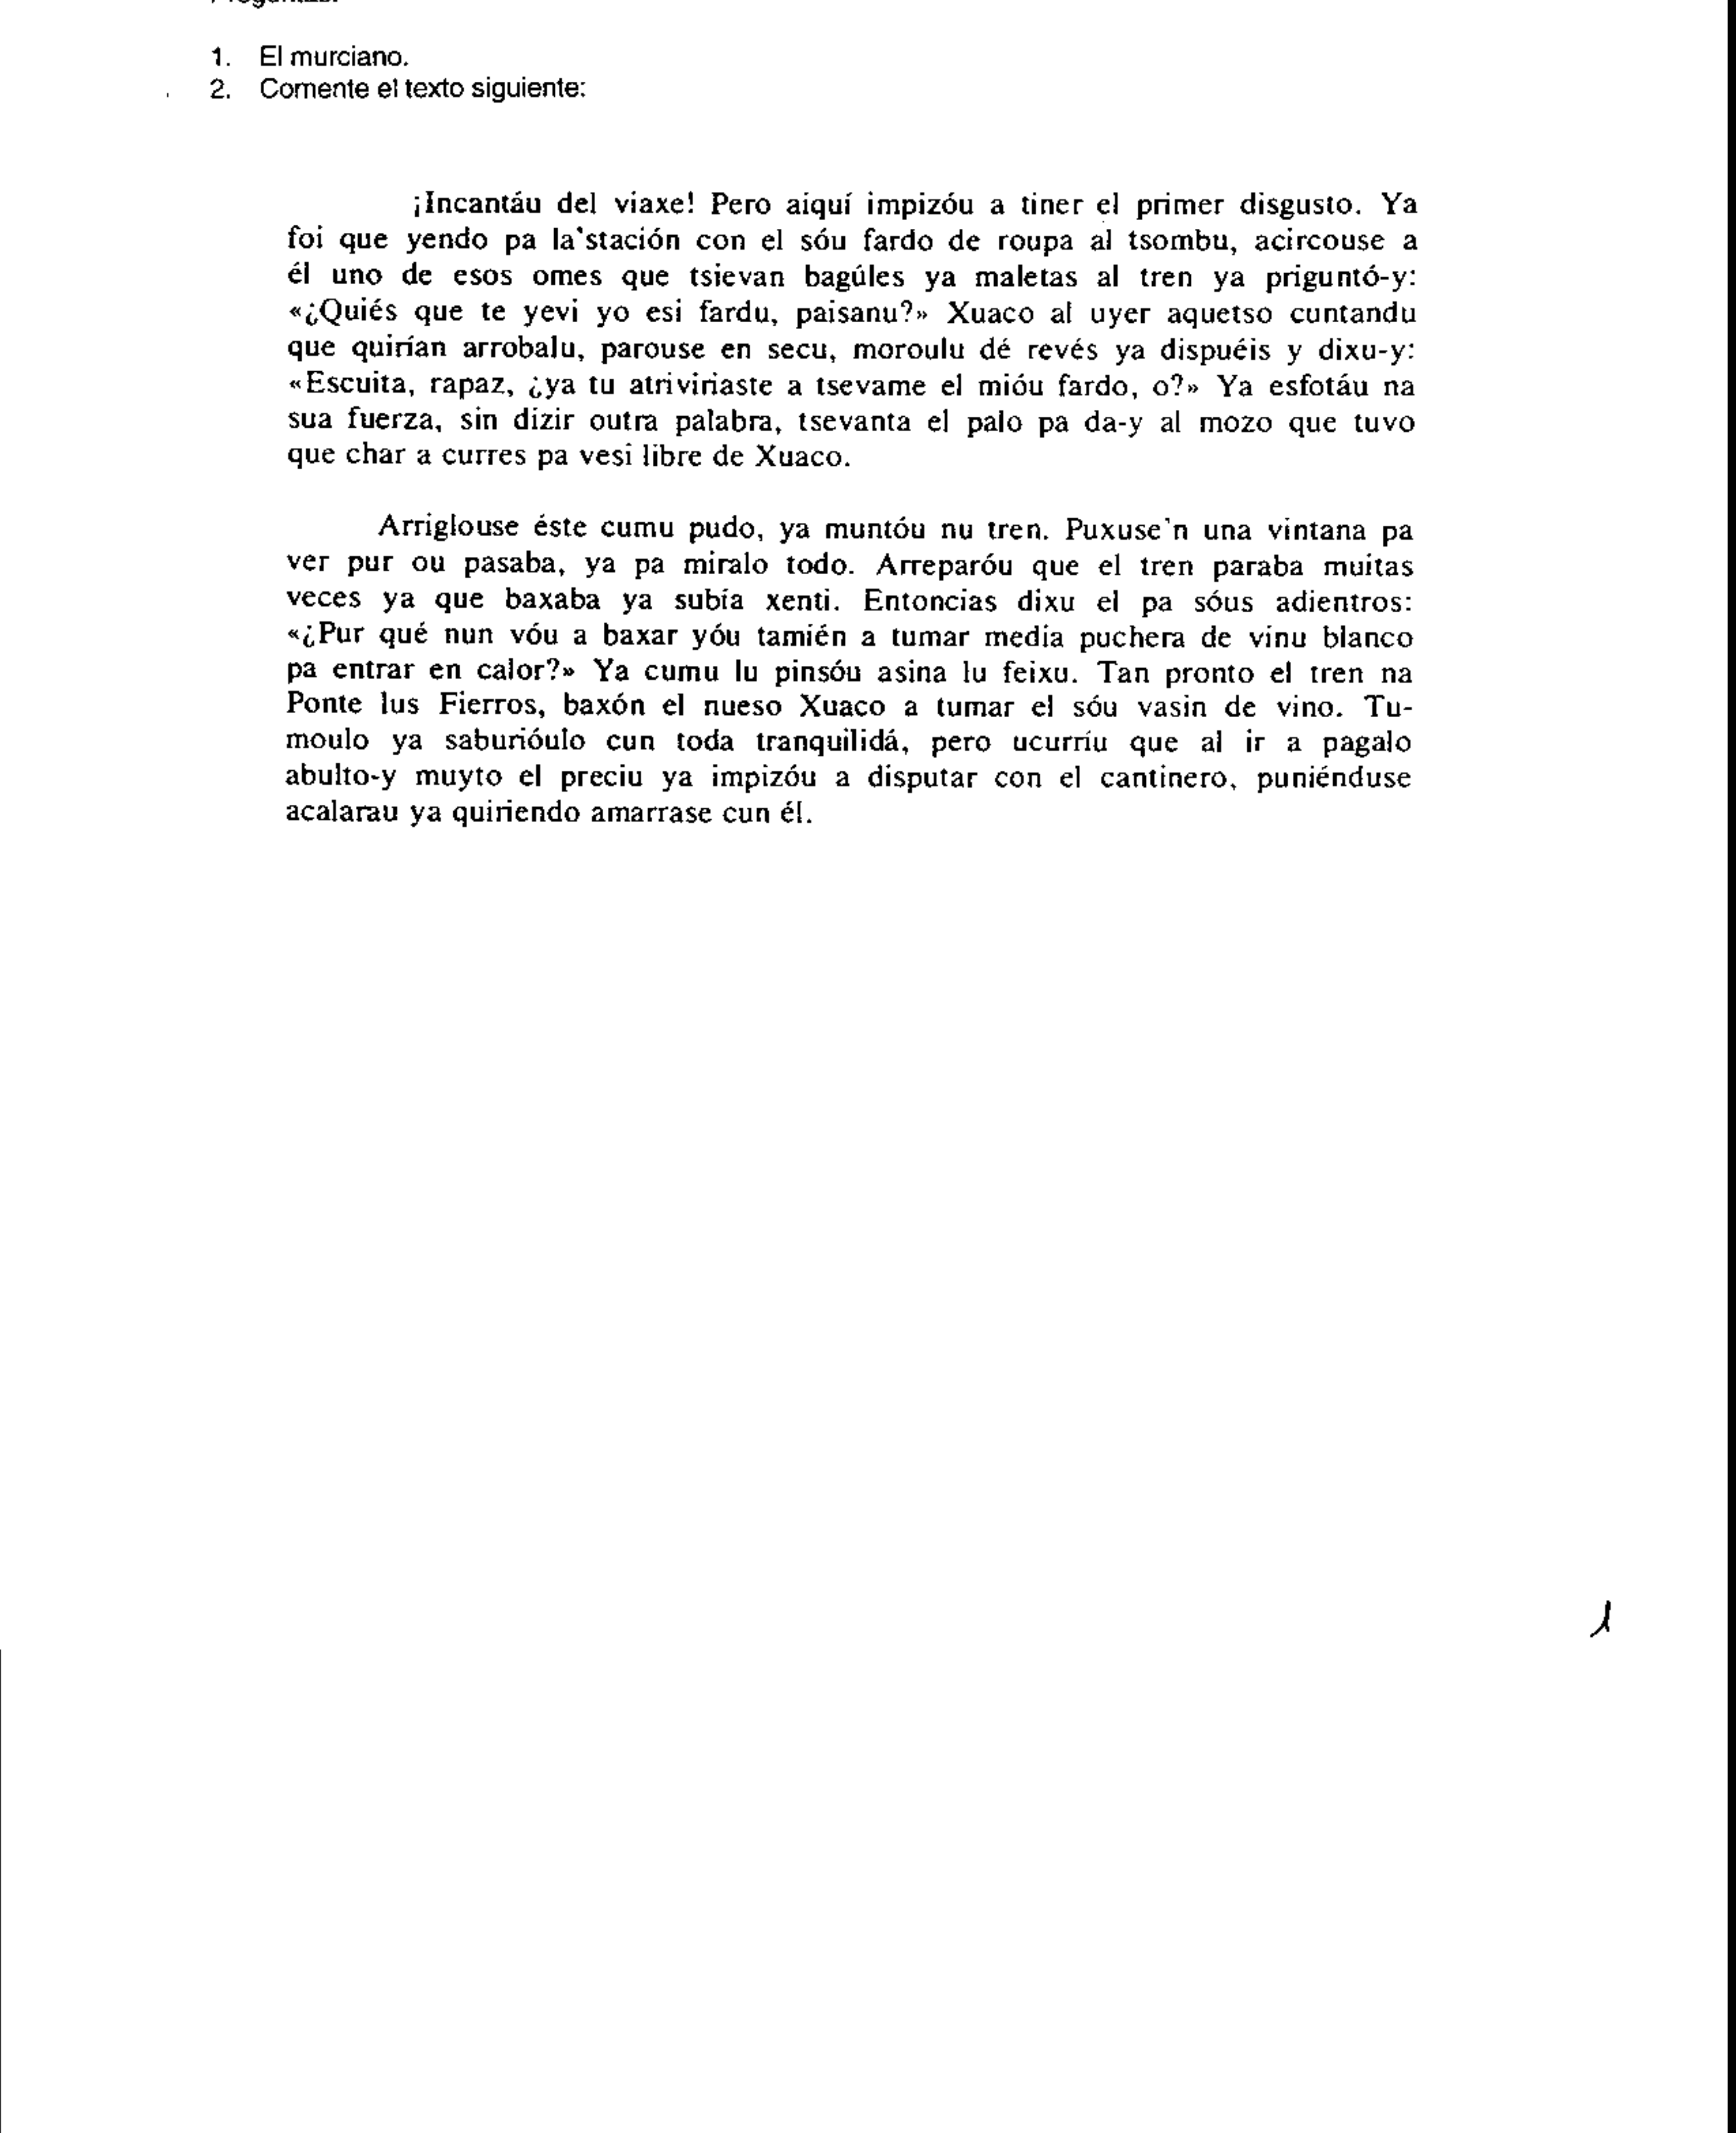 Preguntas:
1. El murciano.
2. Comente el texto siguiente:
¡Incantáu del viaxe! Pero aiquí impizóu a tiner el primer disgusto. Ya
foi que yendo pa la'stación con el sóu fardo de roupa al tsombu, acircouse a
él uno de esos omes que tsievan bagúles ya maletas al tren ya priguntó-y:
«¿Quiés que te yevi yo esi fardu, paisanu?» Xuaco al uyer aquetso cuntandu
que quirían arrobalu, parouse en secu, moroulu dé revés ya dispuéis y dixu-y:
«Escuita, rapaz, ¿ya tu atriviriaste a tsevame el mióu fardo, o?» Ya esfotáu na
sua fuerza, sin dizir outra palabra, tsevanta el palo pa da-y al mozo que tuvo
que char a curres pa vesi libre de Xuaco.
Arriglouse éste cumu pudo, ya muntóu nu tren. Puxuse'n una vintana pa
ver pur ou pasaba, ya pa miralo todo. Arreparóu que el tren paraba muitas
veces ya que baxaba ya subía xenti. Entoncias dixu el pa sóus adientros:
«¿Pur qué nun vóu a baxar yóu tamién a tumar media puchera de vinu blanco
pa entrar en calor?» Ya cumu lu pinsóu asina lu feixu. Tan pronto el tren na
Ponte lus Fierros, baxón el nueso Xuaco a tumar el sóu vasin de vino. Tu-
moulo ya saburióulo cun toda tranquilidá, pero ucurríu que al ir a pagalo
abulto-y muyto el preciu ya impizóu a disputar con el cantinero, puniénduse
acalarau ya quiriendo amarrase cun él.